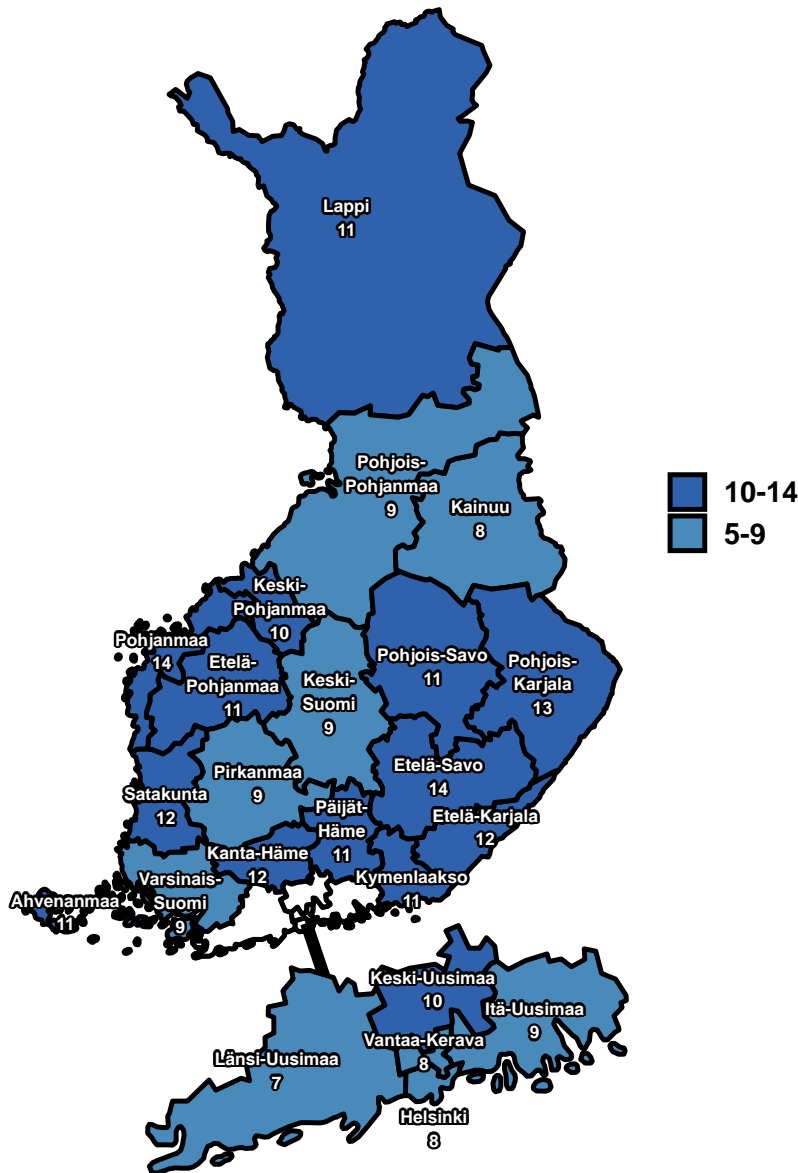 Lappi
11
Pohjois-
Pohjanmaa
9
Kainuu
8
10-14
5-9
Keski-
Pohjanmaa
10
Pohjanmaa
14
Etelä-
Pohjanmaa
11
Keski-
Suomi
9
Pohjois-Savo
11
Pohjois-
Karjala
13
Etelä-Savo
14
Pirkanmaa
9
Satakunta
12
Päijät-
Häme
11
Etelä-Karjala
12
Kanta-Häme
12
Kymenlaakso
11
Varsinais-
Suomi
9
Ahvenanmaa
11
Keski-Uusimaa
10
Itä-Uusimaa
9
Vantaa-Kerava
8
Länsi-Uusimaa
7
Helsinki
8